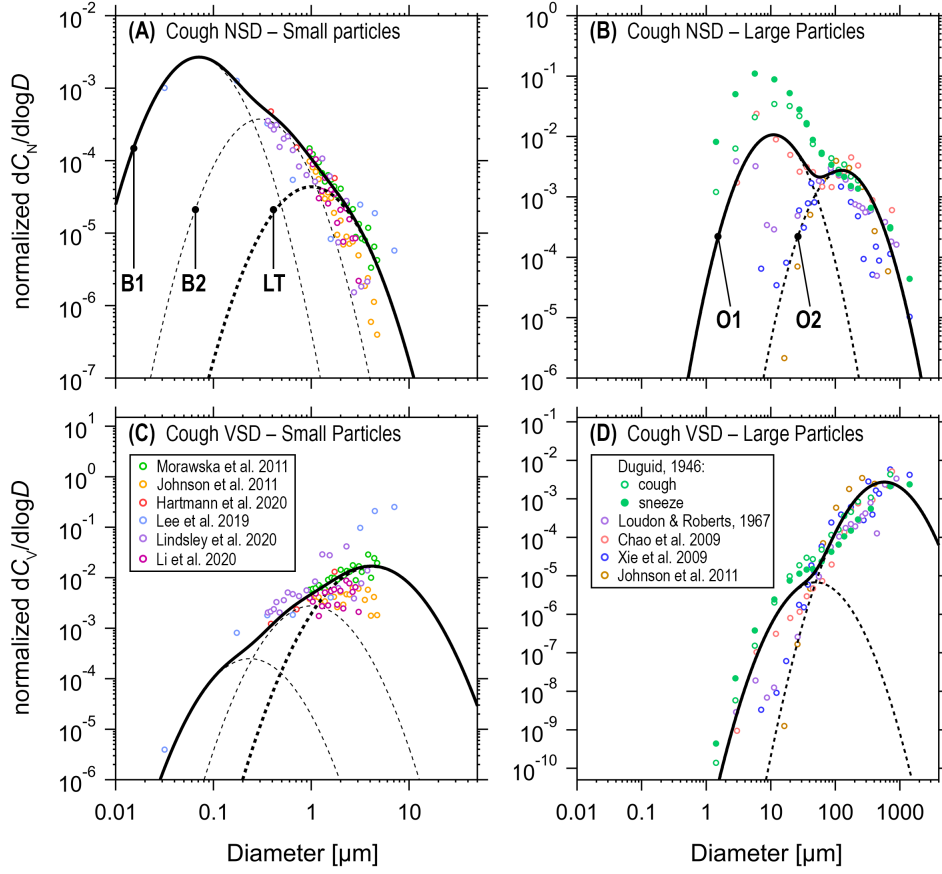 (A) Cough NSD – Small particles
10⁻²
10⁻³
10⁻⁴
10⁻⁵
10⁻⁶
10⁻⁷
normalized dC_N/dlogD
B1
B2
LT
(B) Cough NSD – Large Particles
10⁰
10⁻¹
10⁻²
10⁻³
10⁻⁴
10⁻⁵
10⁻⁶
O1
O2
(C) Cough VSD – Small Particles
10¹
10⁰
10⁻¹
10⁻²
10⁻³
10⁻⁴
10⁻⁵
10⁻⁶
normalized dC_V/dlogD
Morawska et al. 2011
Johnson et al. 2011
Hartmann et al. 2020
Lee et al. 2019
Lindsley et al. 2020
Li et al. 2020
0.01 0.1 1 10
Diameter [µm]
(D) Cough VSD – Large Particles
10⁻¹
10⁻²
10⁻³
10⁻⁴
10⁻⁵
10⁻⁶
10⁻⁷
10⁻⁸
10⁻⁹
10⁻¹⁰
Duguid, 1946:
cough
sneeze
Loudon & Roberts, 1967
Chao et al. 2009
Xie et al. 2009
Johnson et al. 2011
0.01 0.1 1 10 100 1000
Diameter [µm]